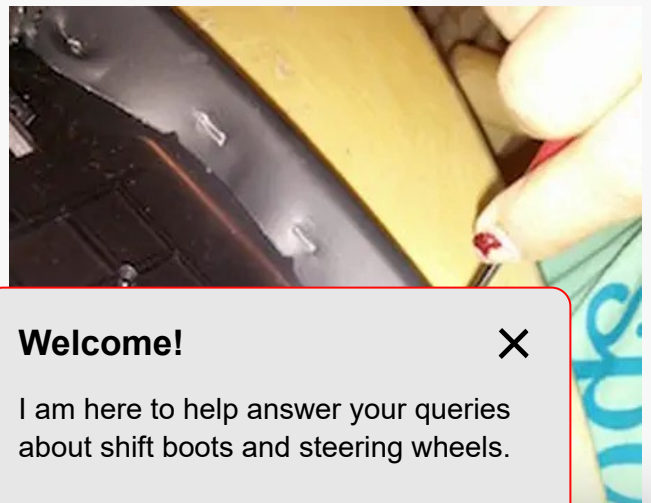 Welcome!
I am here to help answer your queries
about shift boots and steering wheels.